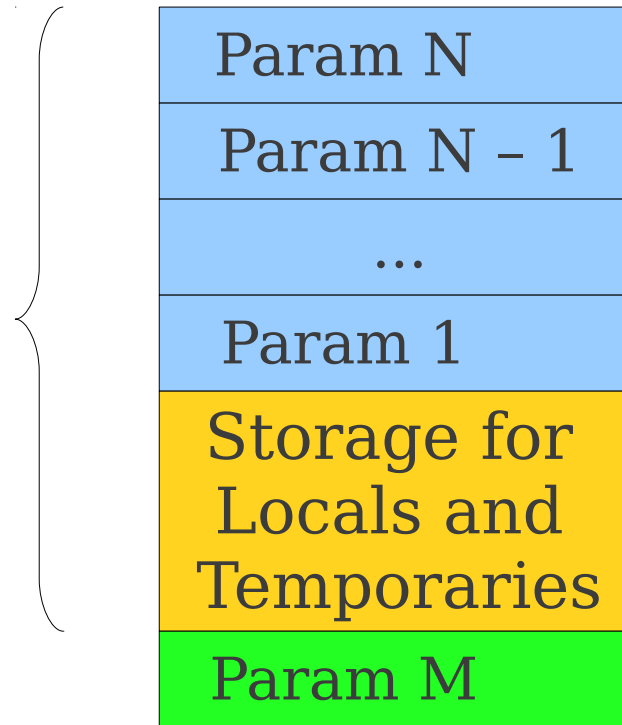 Param N
Param N – 1
...
Param 1
Storage for
Locals and
Temporaries
Param M